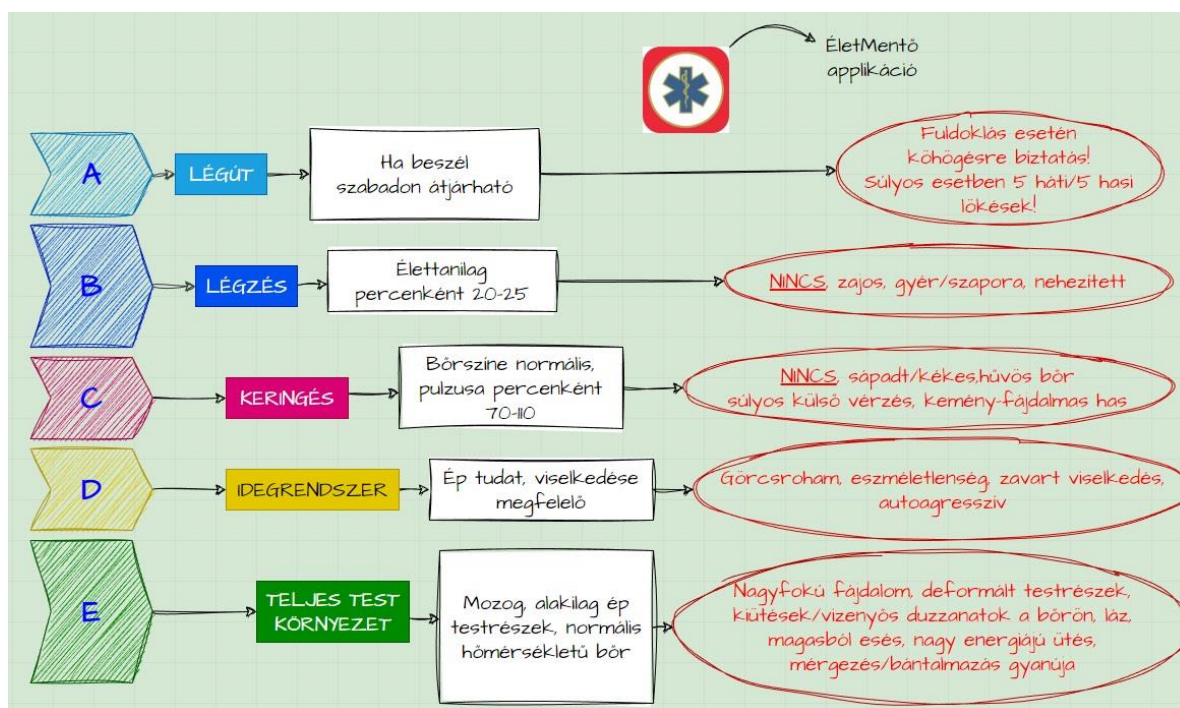 ÉletMentő
applikáció
A
LÉGÚT
Ha beszél
szabadon átjárható
Fuldoklás esetén
köhögésre biztatás!
Súlyos esetben 5 háti/5 hasi
lökések!
B
LÉGZÉS
Élettanilag
percenként 20-25
NINCS, zajos, gyér/szapora, nehezített
C
KERINGÉS
Bőrszíne normális,
pulzusa percenként
70-110
NINCS, sápadt/kékes,hűvös bőr
súlyos külső vérzés, kemény-fájdalmas has
D
IDEGRENDSZER
Ép tudat, viselkedése
megfelelő
Görcsroham, eszméletlenség, zavart viselkedés,
autoagresszív
E
TELJES TEST
KÖRNYEZET
Mozog, alakilag ép
testrészek, normális
hőmérsékletű bőr
Nagyfokú fájdalom, deformált testrészek,
kiütések/vizenyős duzzanatok a bőrön, láz,
magasból esés, nagy energiájú ütés,
mérgezés/bántalmazás gyanúja